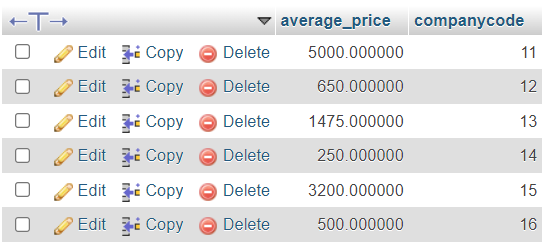 average_price companycode
Edit Copy Delete 5000.000000 11
Edit Copy Delete 650.000000 12
Edit Copy Delete 1475.000000 13
Edit Copy Delete 250.000000 14
Edit Copy Delete 3200.000000 15
Edit Copy Delete 500.000000 16